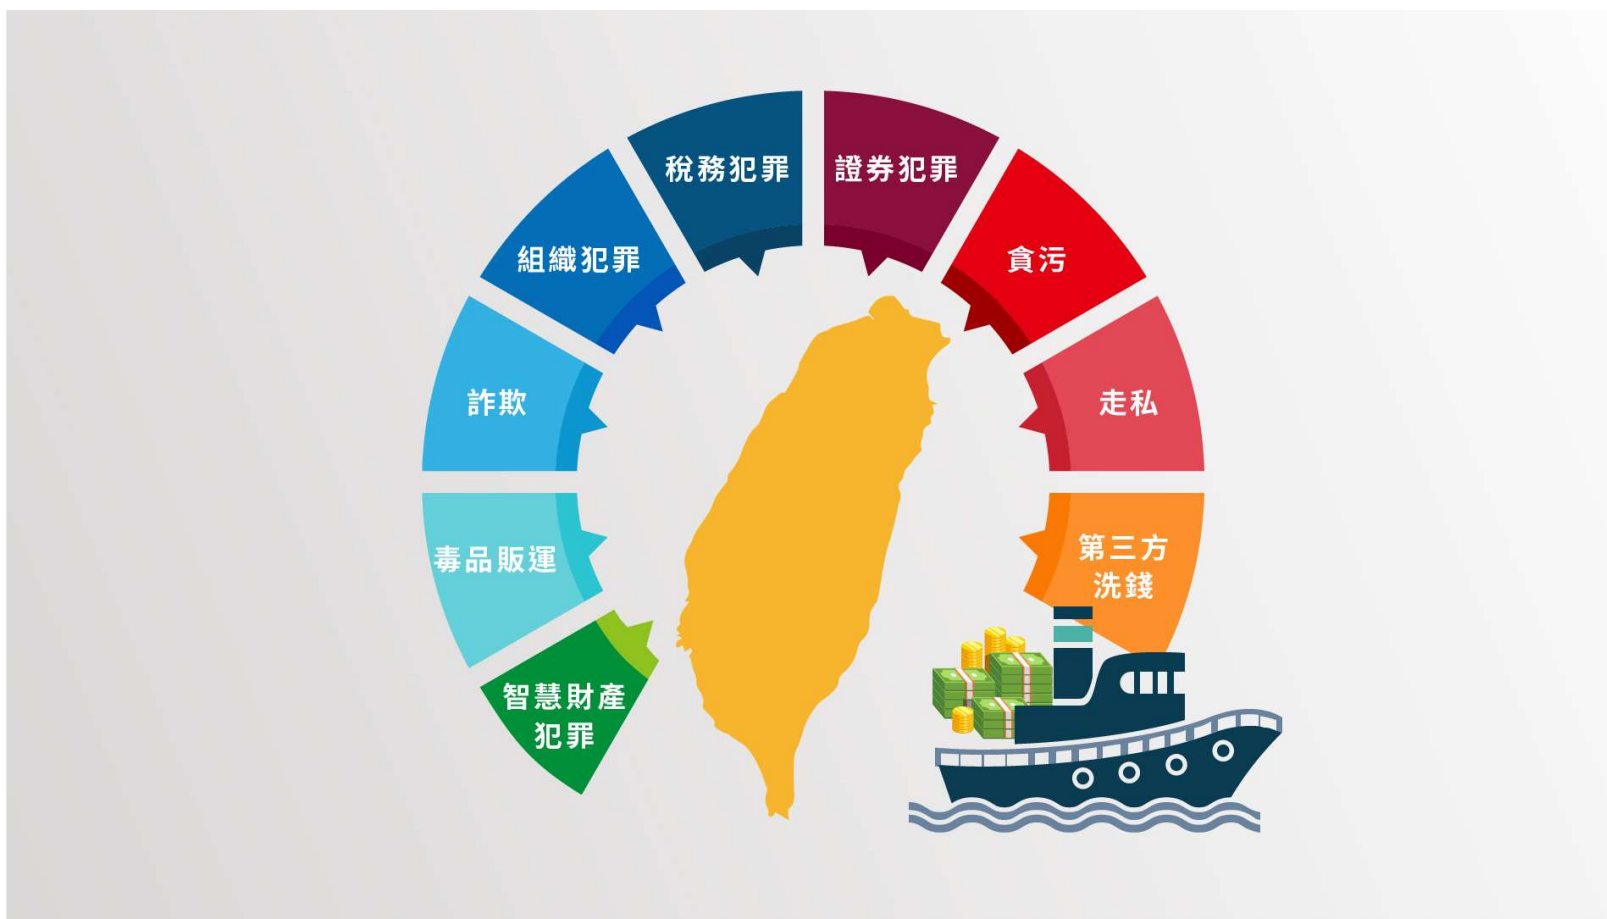 稅務犯罪
證券犯罪
組織犯罪
貪污
詐欺
走私
毒品販運
第三方
洗錢
智慧財產
犯罪